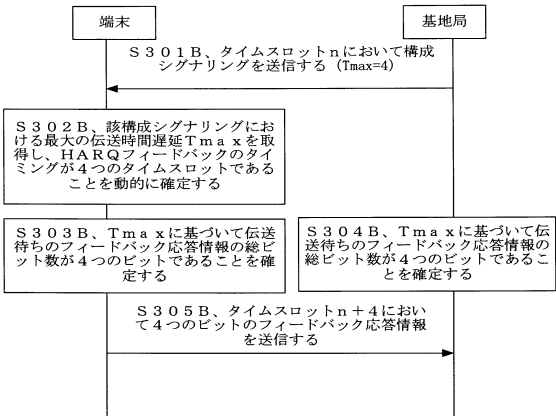 端末
基地局
Ｓ３０１Ｂ、タイムスロットｎにおいて構成
シグナリングを送信する（Tmax=4）
Ｓ３０２Ｂ、該構成シグナリングにお
ける最大の伝送時間遅延Ｔｍａｘを取
得し、ＨＡＲＱフィードバックのタイ
ミングが４つのタイムスロットである
ことを動的に確定する
Ｓ３０３Ｂ、Ｔｍａｘに基づいて伝送
待ちのフィードバック応答情報の総ビ
ット数が４つのビットであることを確
定する
Ｓ３０４Ｂ、Ｔｍａｘに基づいて伝
送待ちのフィードバック応答情報の
総ビット数が４つのビットであるこ
とを確定する
Ｓ３０５Ｂ、タイムスロットｎ＋４におい
て４つのビットのフィードバック応答情報
を送信する